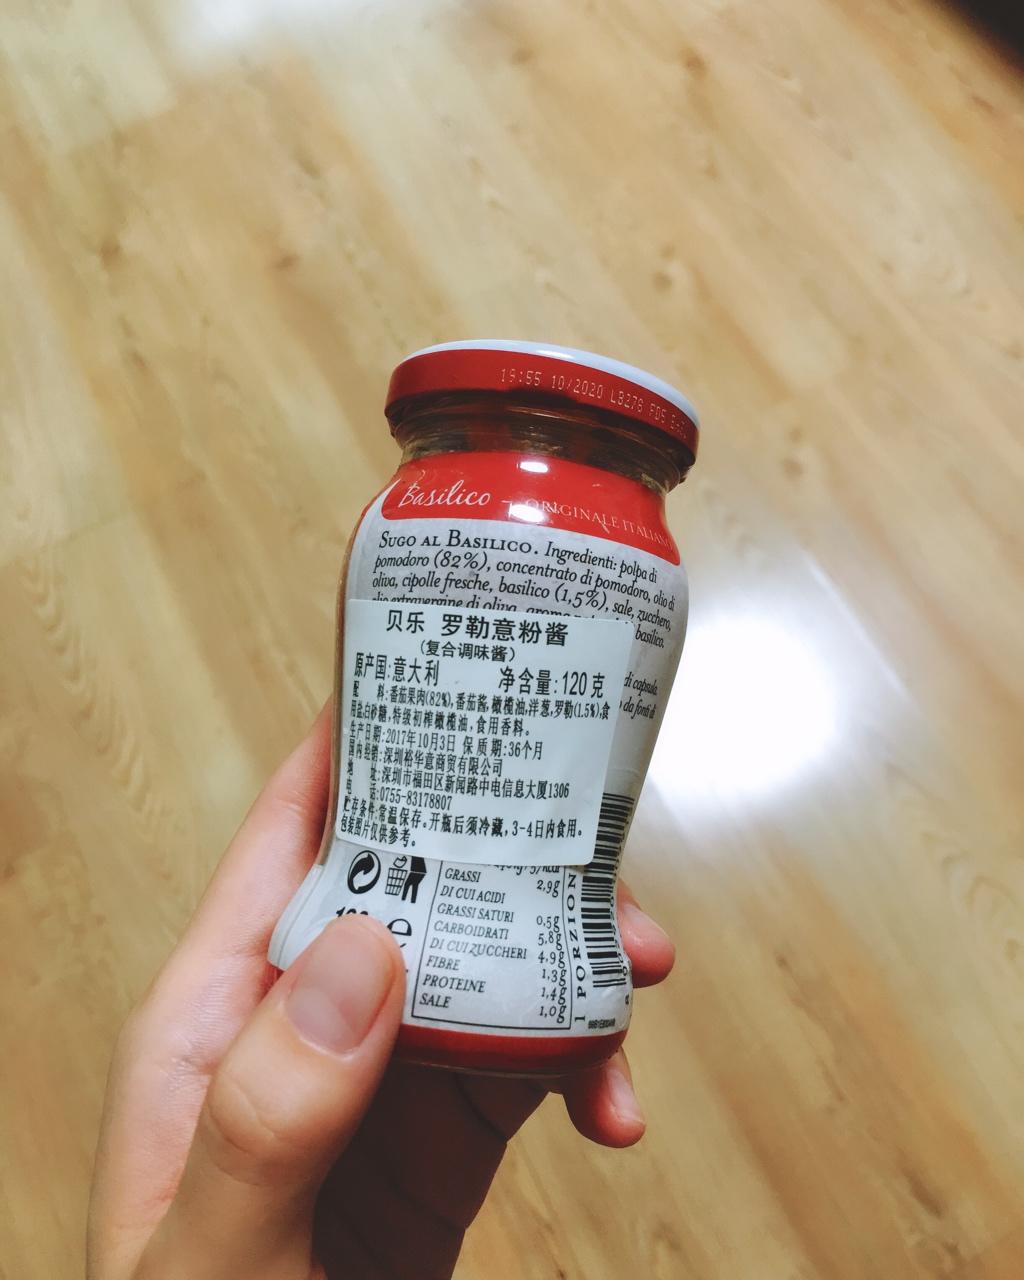 19:55 10/2020 LB276 F05
Basilico - ORIGINALE ITALIANO
SUGO AL BASILICO. Ingredienti: polpa di
pomodoro (82%), concentrato di pomodoro, olio di
oliva, cipolle fresche, basilico (1,5%), sale, zucchero,
olio extravergine di oliva,
basilico.
di capsula
da fonti di
贝乐 罗勒意粉酱
(复合调味酱)
原产国:意大利 净含量:120克
配 料:番茄果肉(82%),番茄酱,橄榄油,洋葱,罗勒(1.5%),食
用盐,白砂糖,特级初榨橄榄油,食用香料。
生产日期:2017年10月3日 保质期:36个月
国内经销:深圳裕华意商贸有限公司
地 址:深圳市福田区新闻路中电信息大厦1306
电 话:0755-83178807
贮存条件:常温保存。开瓶后须冷藏,3-4日内食用。
包装图片仅供参考。
GRASSI 2,9g
DI CUI ACIDI
GRASSI SATURI 0,5g
CARBOIDRATI 5,8g
DI CUI ZUCCHERI 4,9g
FIBRE 1,3g
PROTEINE 1,4g
SALE 1,0g
1 PORZION
e